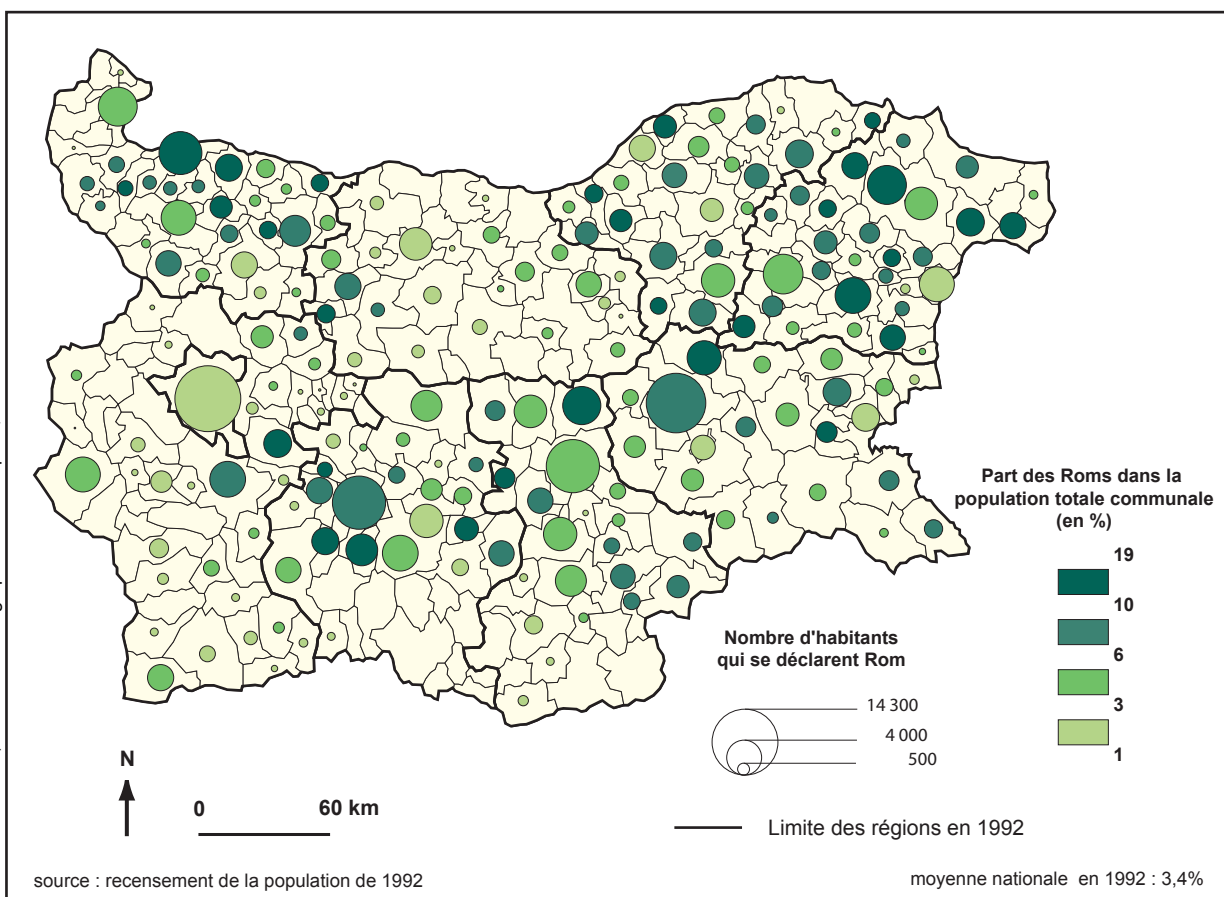 Part des Roms dans la
population totale communale
(en %)
19
10
6
3
1
Nombre d'habitants
qui se déclarent Rom
14 300
4 000
500
N
0 60 km
Limite des régions en 1992
source : recensement de la population de 1992
moyenne nationale en 1992 : 3,4%